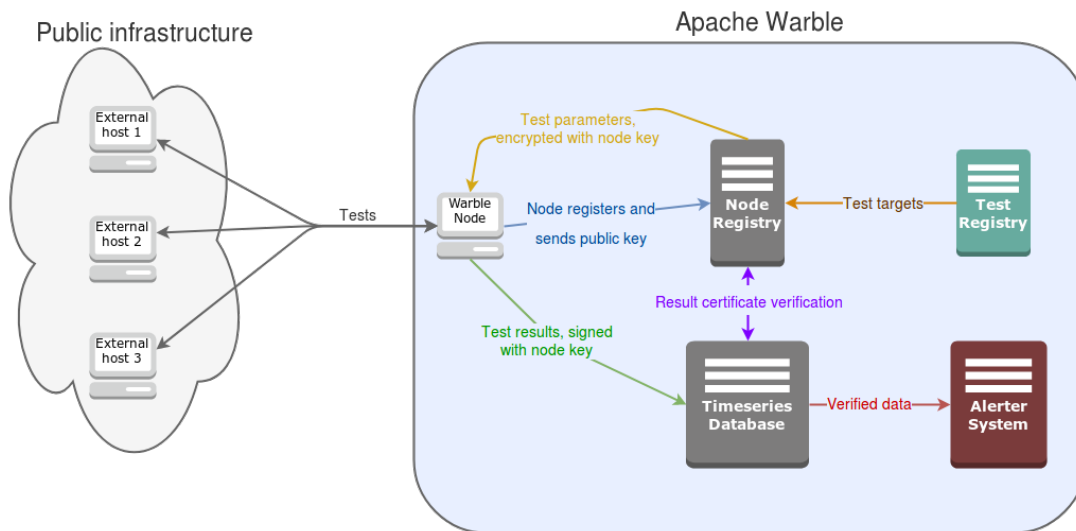 Public infrastructure
Apache Warble
External
host 1
External
host 2
External
host 3
Tests
Warble
Node
Test parameters,
encrypted with node key
Node registers and
sends public key
Node
Registry
Test targets
Test
Registry
Result certificate verification
Test results, signed
with node key
Timeseries
Database
Verified data
Alerter
System